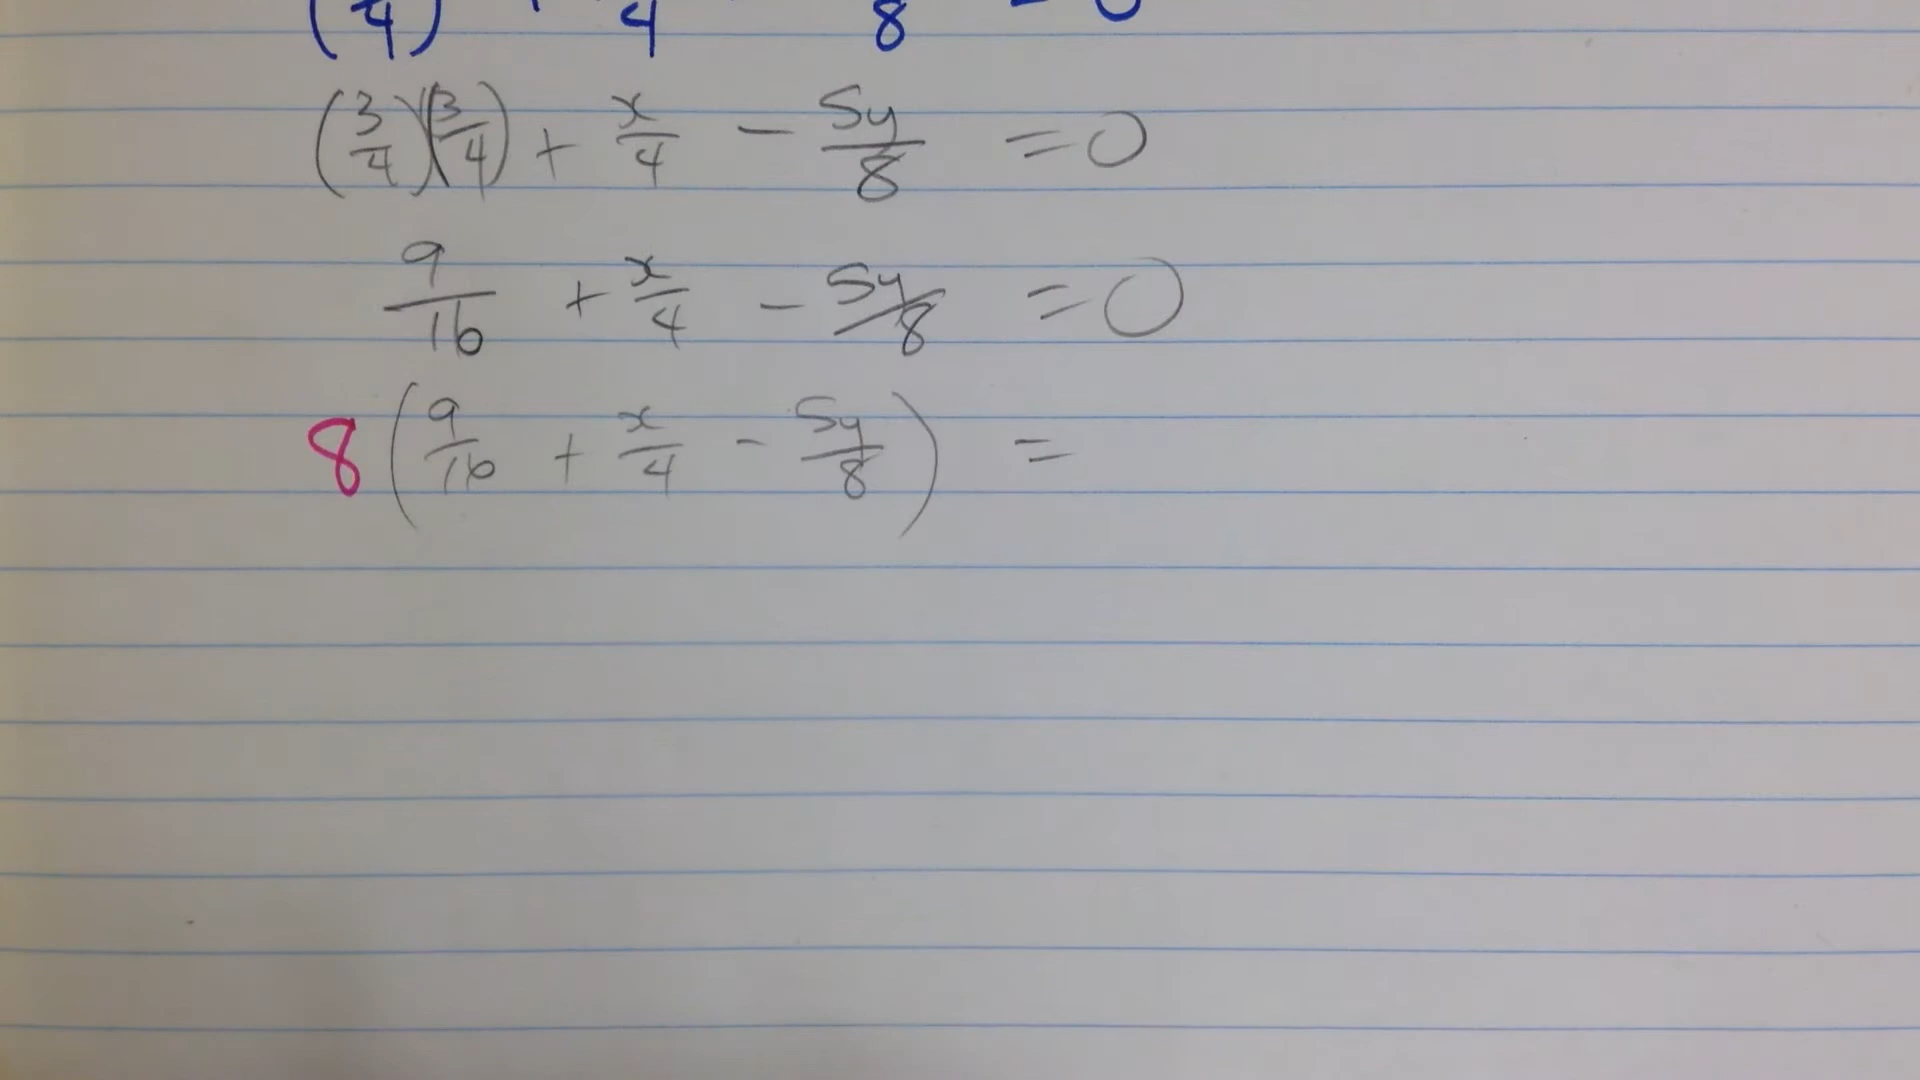 (3/4)(3/4) + x/4 - 5y/8 = 0
9/16 + x/4 - 5y/8 = 0
8(9/16 + x/4 - 5y/8) =